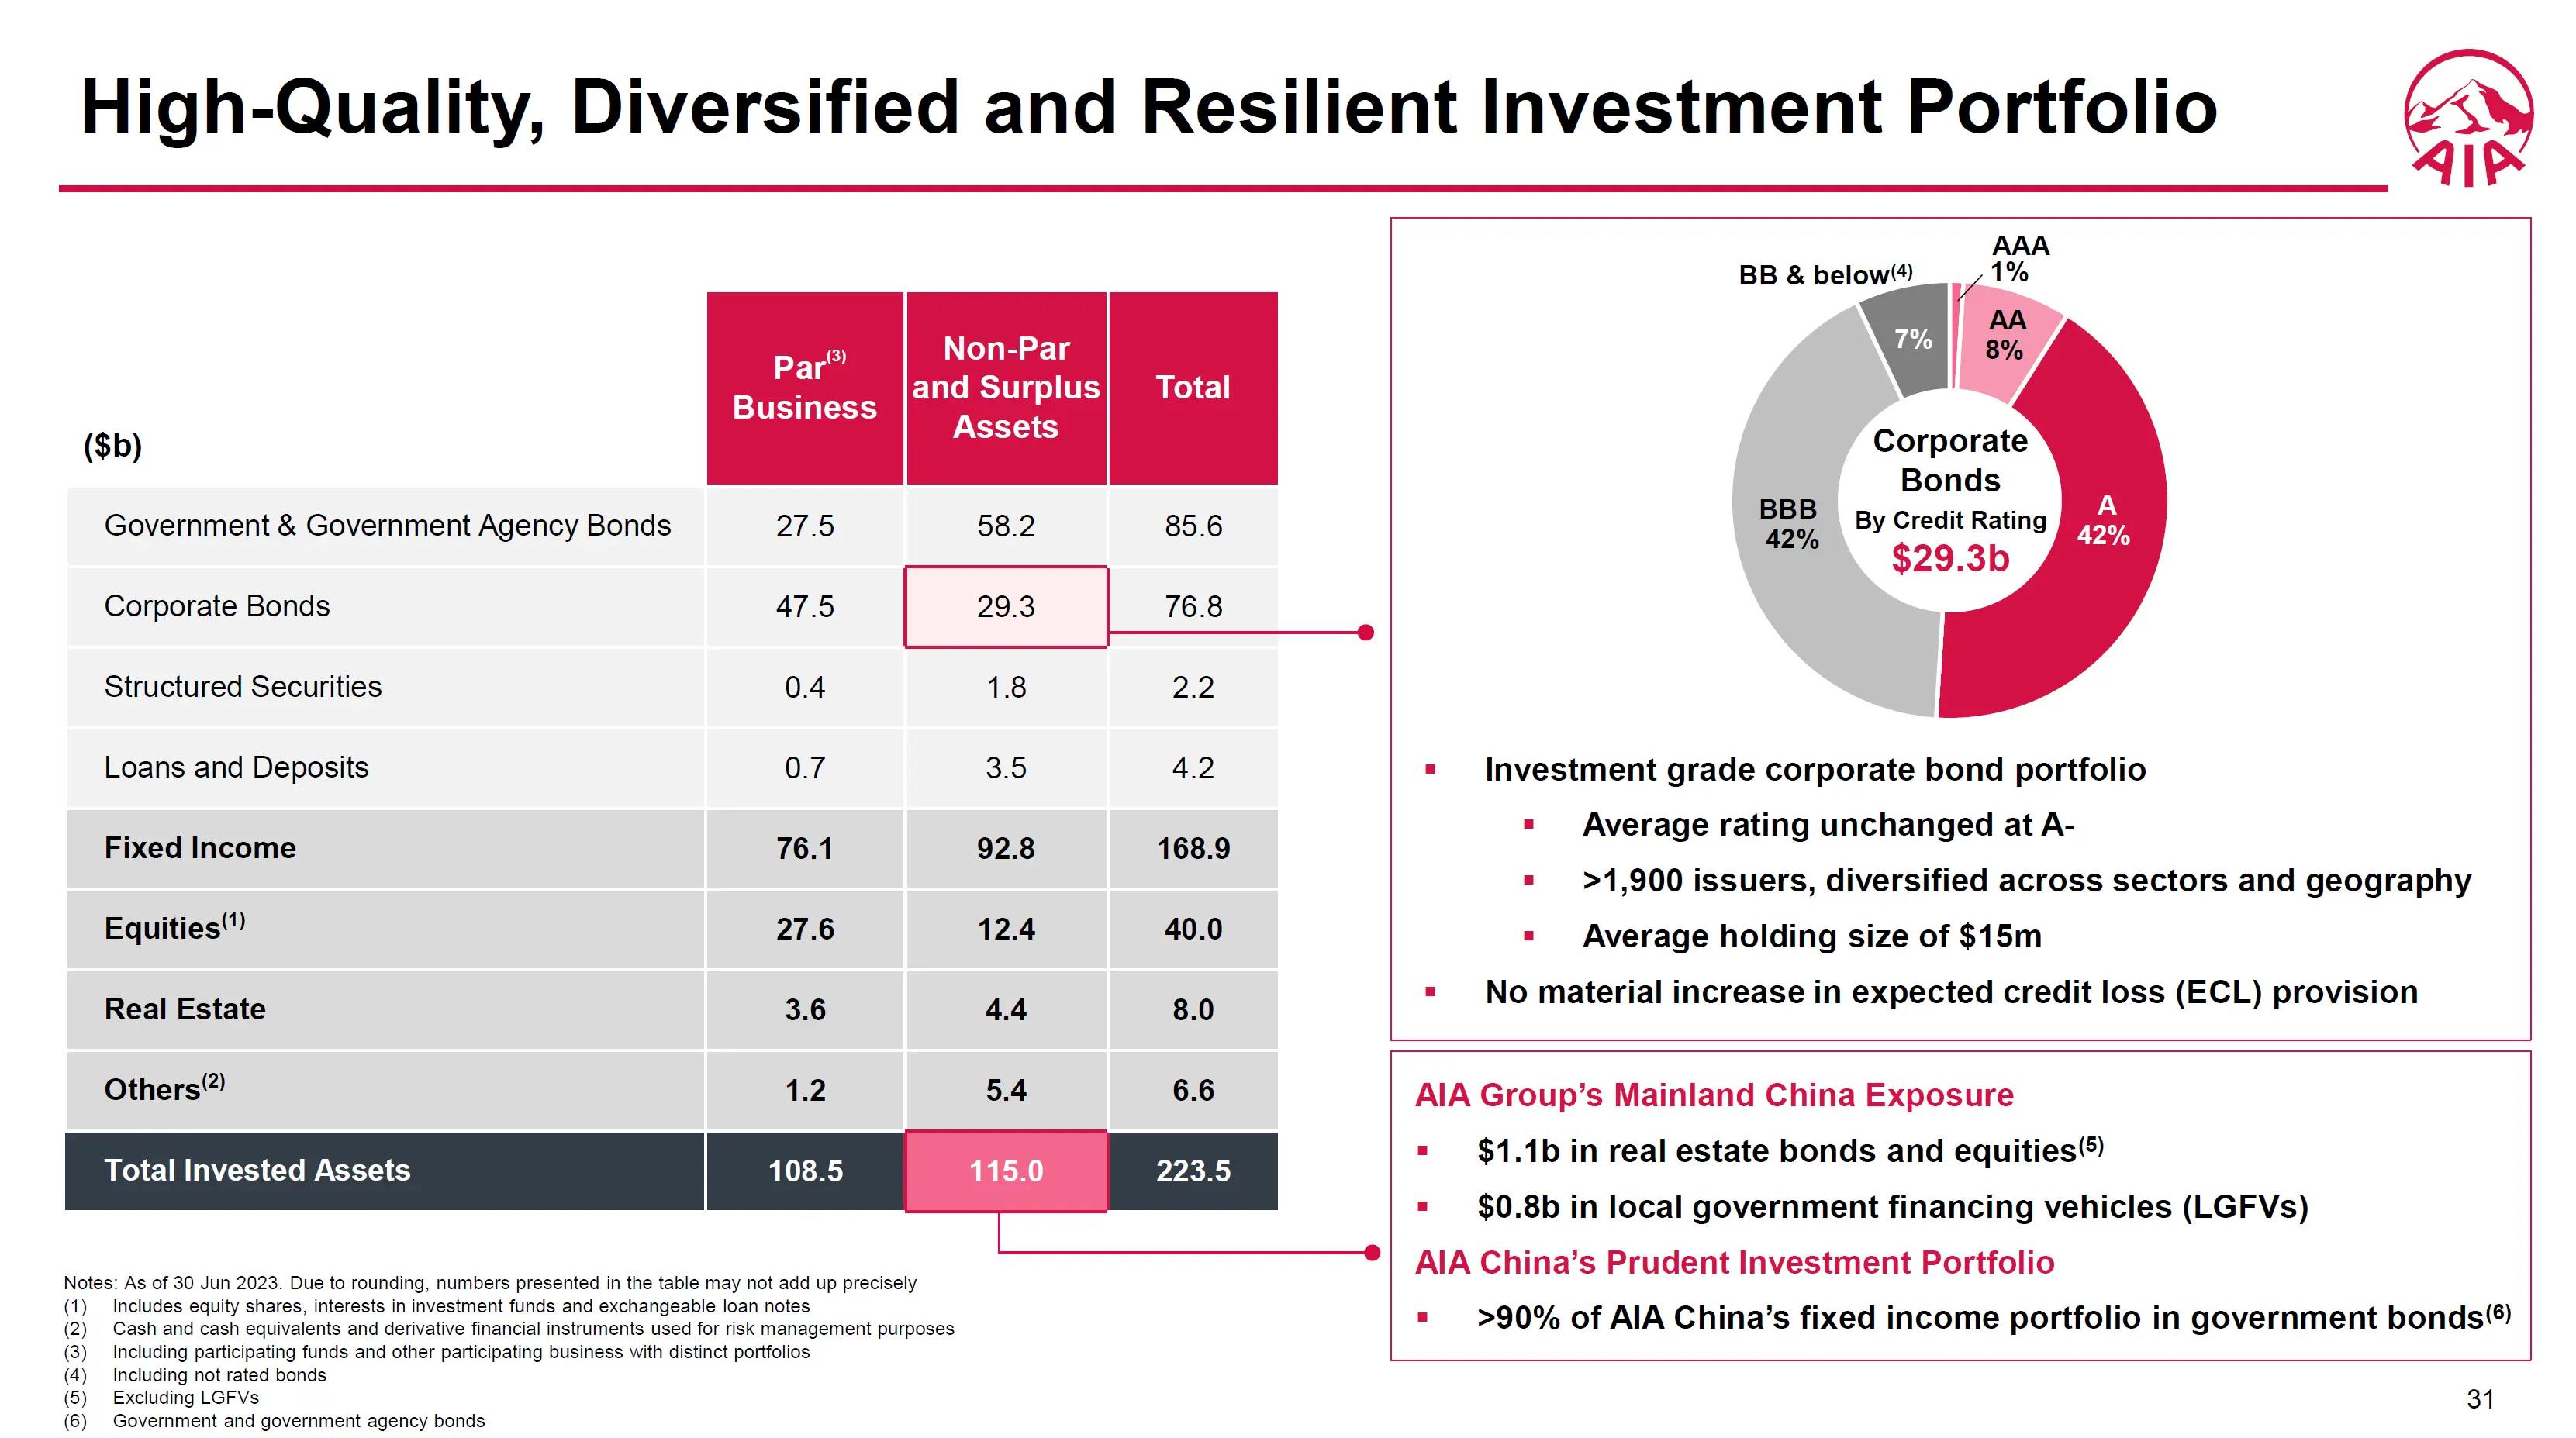 High-Quality, Diversified and Resilient Investment Portfolio
AIA
($b)
Par(3)
Business
Non-Par
and Surplus
Assets
Total
Government & Government Agency Bonds 27.5 58.2 85.6
Corporate Bonds 47.5 29.3 76.8
Structured Securities 0.4 1.8 2.2
Loans and Deposits 0.7 3.5 4.2
Fixed Income 76.1 92.8 168.9
Equities(1) 27.6 12.4 40.0
Real Estate 3.6 4.4 8.0
Others(2) 1.2 5.4 6.6
Total Invested Assets 108.5 115.0 223.5
Notes: As of 30 Jun 2023. Due to rounding, numbers presented in the table may not add up precisely
(1) Includes equity shares, interests in investment funds and exchangeable loan notes
(2) Cash and cash equivalents and derivative financial instruments used for risk management purposes
(3) Including participating funds and other participating business with distinct portfolios
(4) Including not rated bonds
(5) Excluding LGFVs
(6) Government and government agency bonds
AAA
1%
BB & below(4)
7%
AA
8%
A
42%
BBB
42%
Corporate
Bonds
By Credit Rating
$29.3b
▪ Investment grade corporate bond portfolio
▪ Average rating unchanged at A-
▪ >1,900 issuers, diversified across sectors and geography
▪ Average holding size of $15m
▪ No material increase in expected credit loss (ECL) provision
AIA Group’s Mainland China Exposure
▪ $1.1b in real estate bonds and equities(5)
▪ $0.8b in local government financing vehicles (LGFVs)
AIA China’s Prudent Investment Portfolio
▪ >90% of AIA China’s fixed income portfolio in government bonds(6)
31